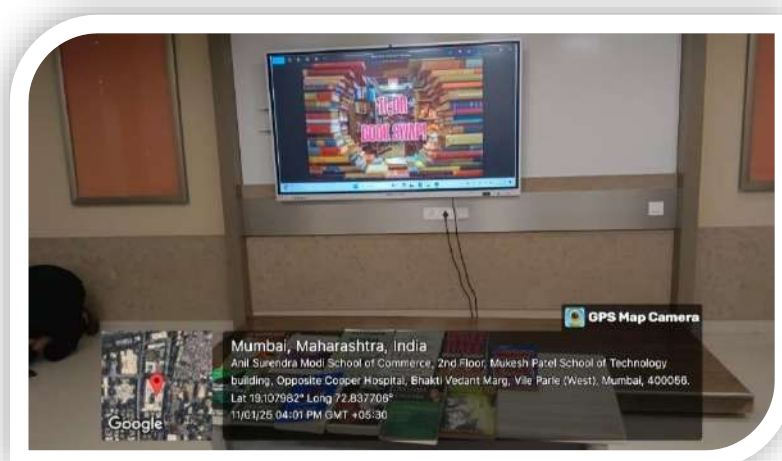 BOOK SWAP!
GPS Map Camera
Mumbai, Maharashtra, India
Anil Surendra Modi School of Commerce, 2nd Floor, Mukesh Patel School of Technology
building, Opposite Cooper Hospital, Bhakti Vedant Marg, Vile Parle (West), Mumbai, 400056,
Lat 19.107982° Long 72.837706°
11/01/25 04:01 PM GMT +05:30
Google